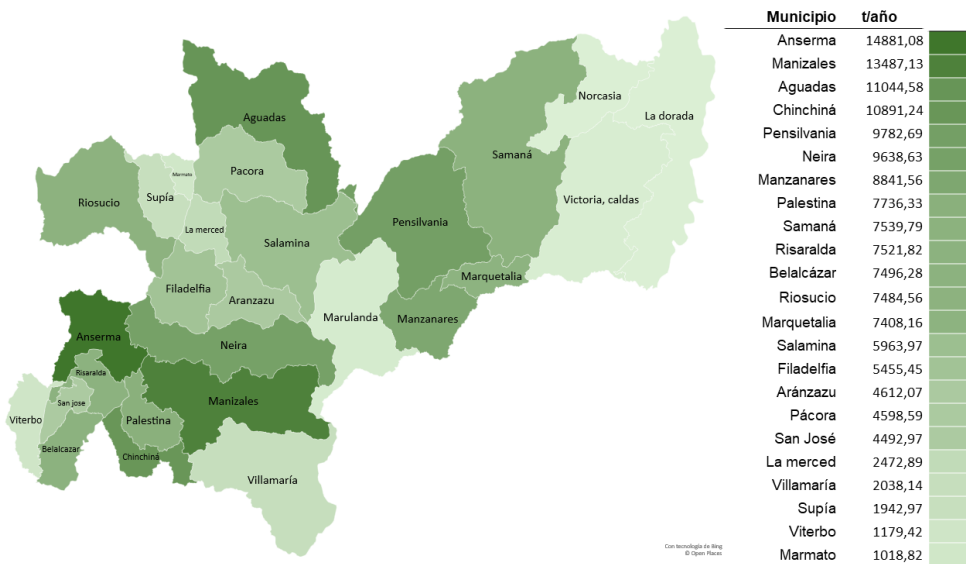 Aguadas
Norcasia
La dorada
Marmato
Pacora
Samaná
Riosucio
Supía
Victoria, caldas
La merced
Salamina
Pensilvania
Marquetalia
Filadelfia
Aranzazu
Marulanda
Manzanares
Anserma
Neira
Risaralda
San jose
Manizales
Viterbo
Palestina
Belalcazar
Chinchiná
Villamaría
Con tecnología de Bing
© Open Places
Municipio t/año
Anserma 14881,08
Manizales 13487,13
Aguadas 11044,58
Chinchiná 10891,24
Pensilvania 9782,69
Neira 9638,63
Manzanares 8841,56
Palestina 7736,33
Samaná 7539,79
Risaralda 7521,82
Belalcázar 7496,28
Riosucio 7484,56
Marquetalia 7408,16
Salamina 5963,97
Filadelfia 5455,45
Aránzazu 4612,07
Pácora 4598,59
San José 4492,97
La merced 2472,89
Villamaría 2038,14
Supía 1942,97
Viterbo 1179,42
Marmato 1018,82